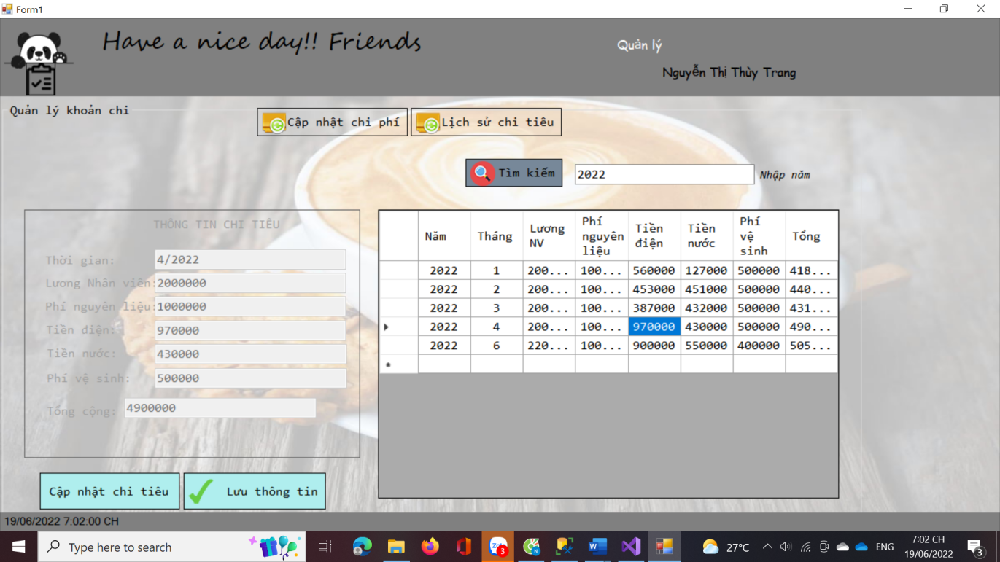 Form1
Have a nice day!! Friends
Quản lý
Nguyễn Thị Thùy Trang
Quản lý khoản chi
Cập nhật chi phí
Lịch sử chi tiêu
Tìm kiếm
2022
Nhập năm
THÔNG TIN CHI TIÊU
Thời gian: 4/2022
Lương Nhân viên: 2000000
Phí nguyên liệu: 1000000
Tiền điện: 970000
Tiền nước: 430000
Phí vệ sinh: 500000
Tổng cộng: 4900000
Năm Tháng Lương NV Phí nguyên liệu Tiền điện Tiền nước Phí vệ sinh Tổng
2022 1 200... 100... 560000 127000 500000 418...
2022 2 200... 100... 453000 451000 500000 440...
2022 3 200... 100... 387000 432000 500000 431...
2022 4 200... 100... 970000 430000 500000 490...
2022 6 220... 100... 900000 550000 400000 505...
Cập nhật chi tiêu
Lưu thông tin
19/06/2022 7:02:00 CH
Type here to search
27°C
ENG
7:02 CH
19/06/2022
3